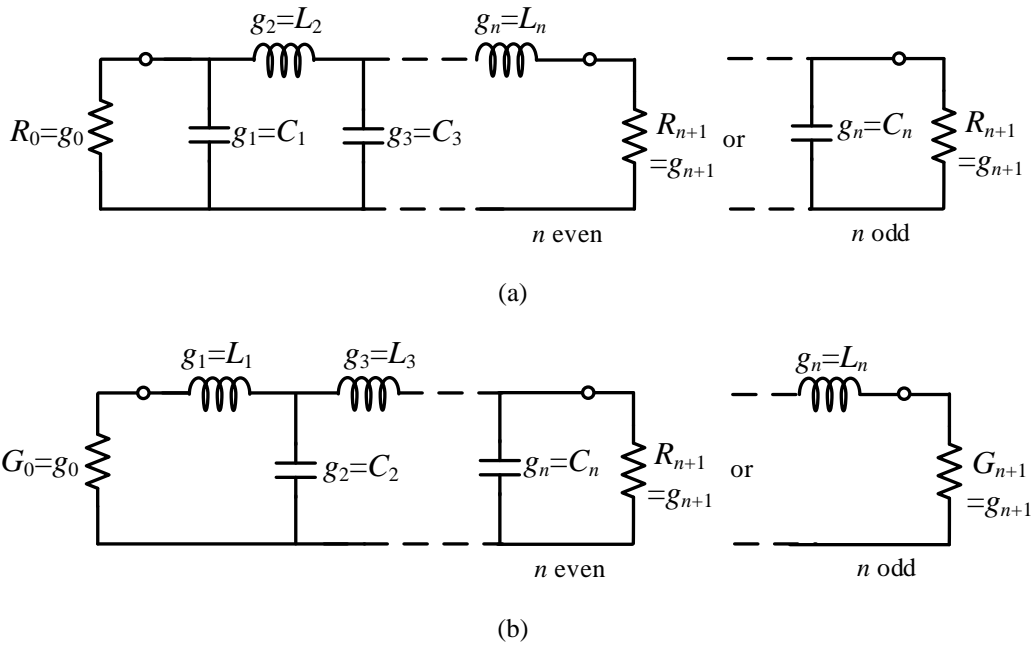 g2=L2
gn=Ln
R0=g0
g1=C1
g3=C3
Rn+1
=gn+1
or
gn=Cn
Rn+1
=gn+1
n even
n odd
(a)
g1=L1
g3=L3
gn=Ln
G0=g0
g2=C2
gn=Cn
Rn+1
=gn+1
or
Gn+1
=gn+1
n even
n odd
(b)